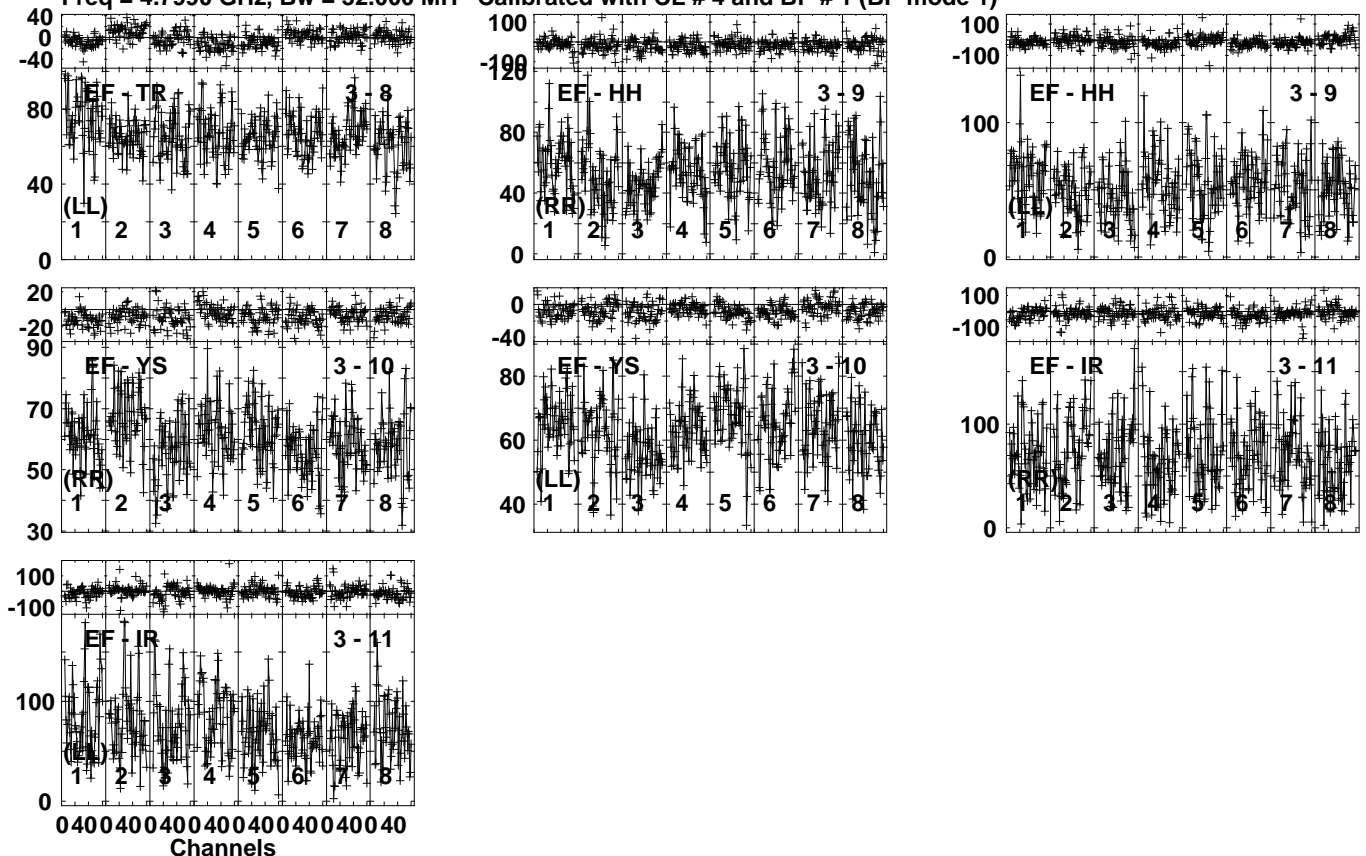 Freq = 4.7990 GHz, Bw = 32.000 MH Calibrated with CL # 4 and BP # 1 (BP mode 1)
40
0
-40
EF - TR
3 - 8
80
40
0
(LL)
1 2 3 4 5 6 7 8
100
-100
120
EF - HH
3 - 9
80
40
0
(RR)
1 2 3 4 5 6 7 8
100
-100
EF - HH
3 - 9
100
0
(LL)
1 2 3 4 5 6 7 8
20
-20
90
EF - YS
3 - 10
70
50
30
(RR)
1 2 3 4 5 6 7 8
0
-40
EF - YS
3 - 10
80
60
40
(LL)
1 2 3 4 5 6 7 8
100
-100
EF - IR
3 - 11
100
0
(RR)
1 2 3 4 5 6 7 8
100
-100
EF - IR
3 - 11
100
0
(LL)
1 2 3 4 5 6 7 8
0 40 0 40 0 40 0 40 0 40 0 40 0 40 0 40
Channels